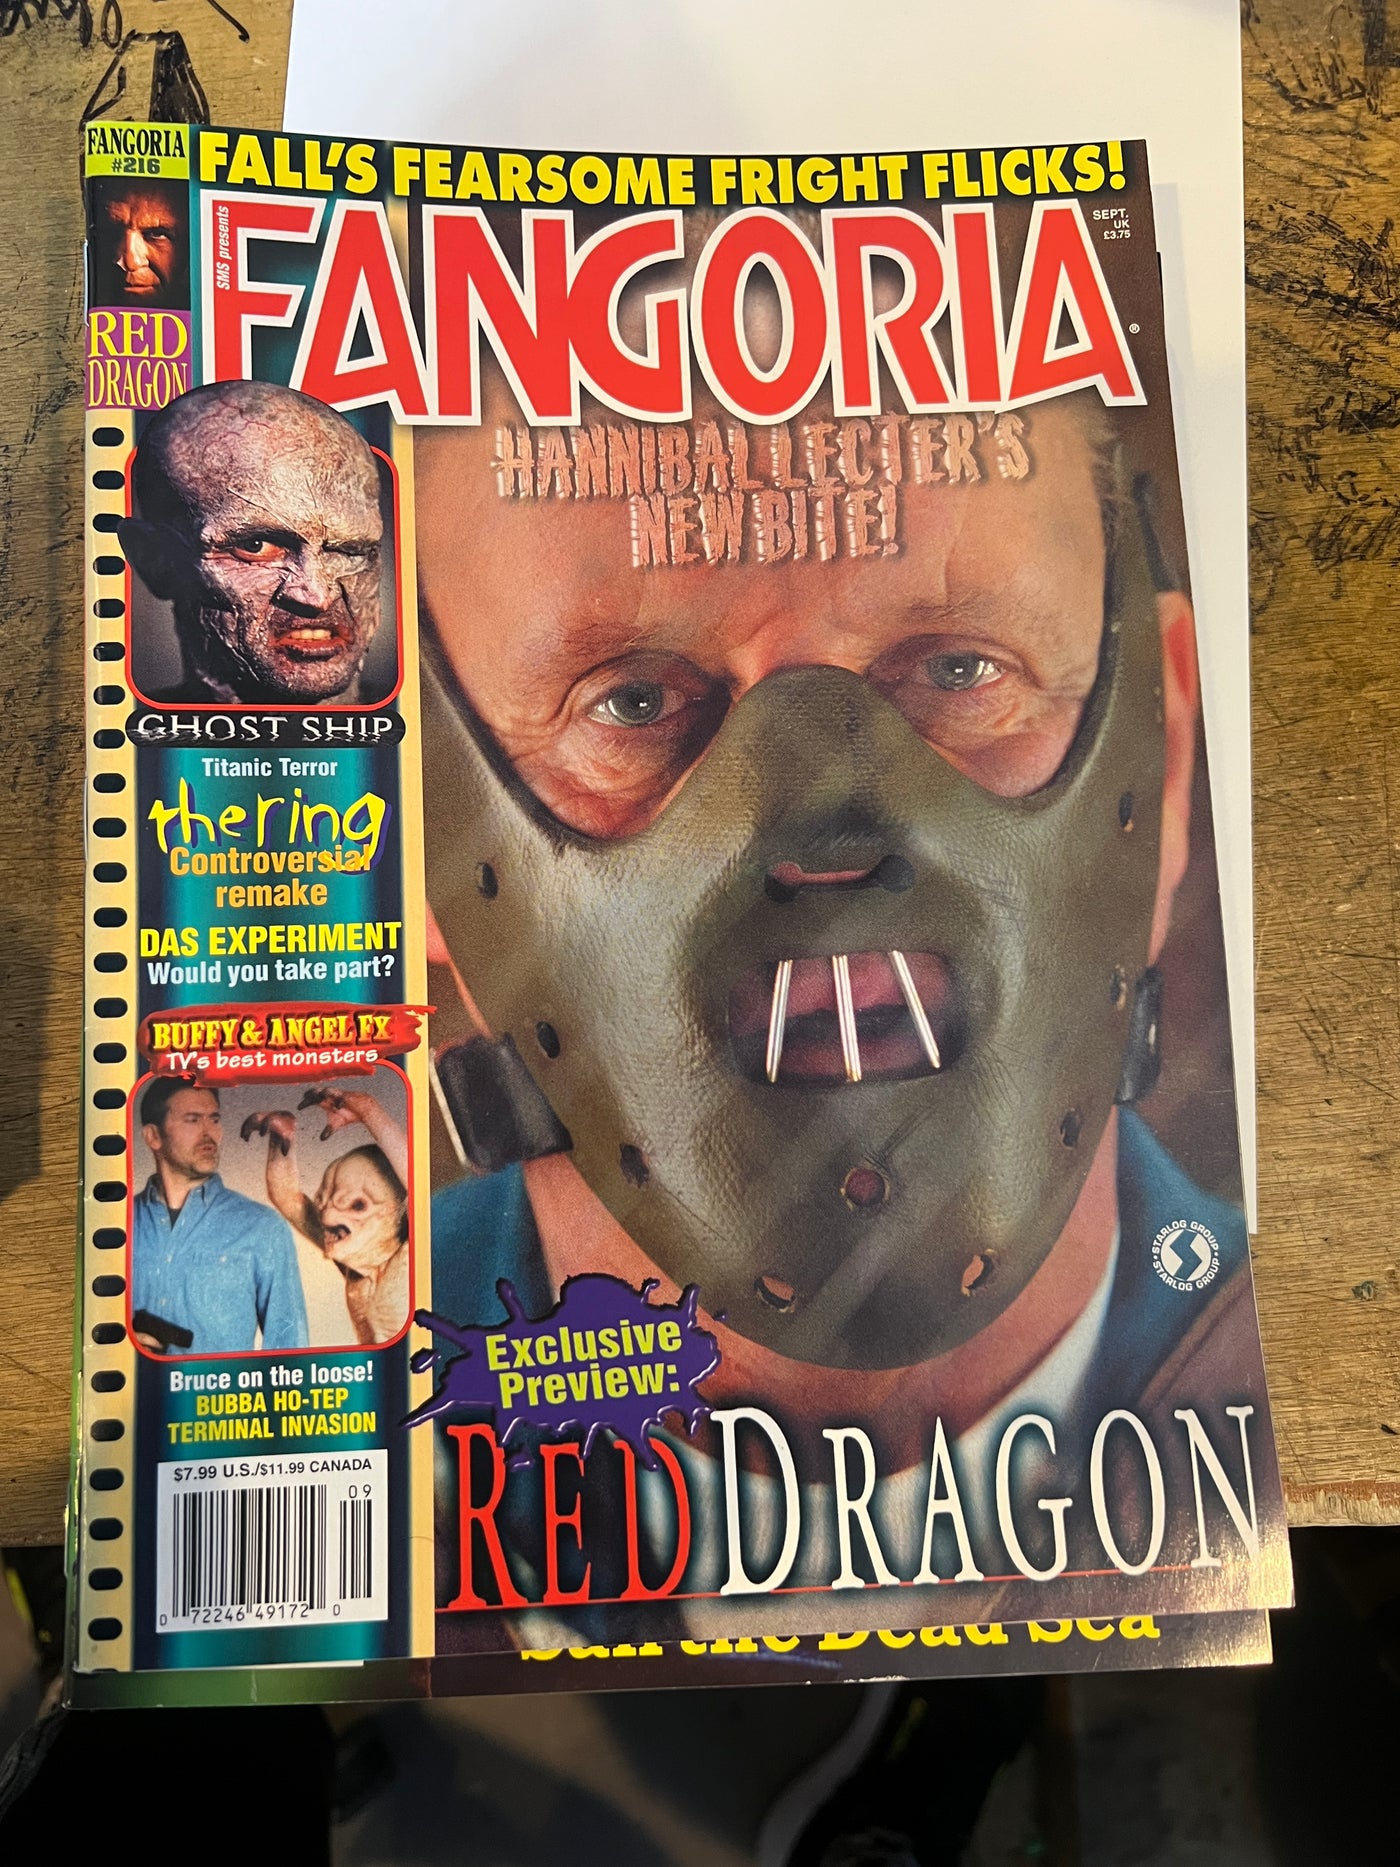 FANGORIA
#216
FALL'S FEARSOME FRIGHT FLICKS!
SMS presents
FANGORIA
®
SEPT.
UK
£3.75
RED
DRAGON
HANNIBAL LECTER'S
NEW BITE!
GHOST SHIP
Titanic Terror
the ring
Controversial
remake
DAS EXPERIMENT
Would you take part?
BUFFY & ANGEL FX
TV's best monsters
STARLOG GROUP • STARLOG GROUP •
Exclusive
Preview:
RED DRAGON
Bruce on the loose!
BUBBA HO-TEP
TERMINAL INVASION
$7.99 U.S./$11.99 CANADA
09
0 72246 49172 0
the Dead Sea